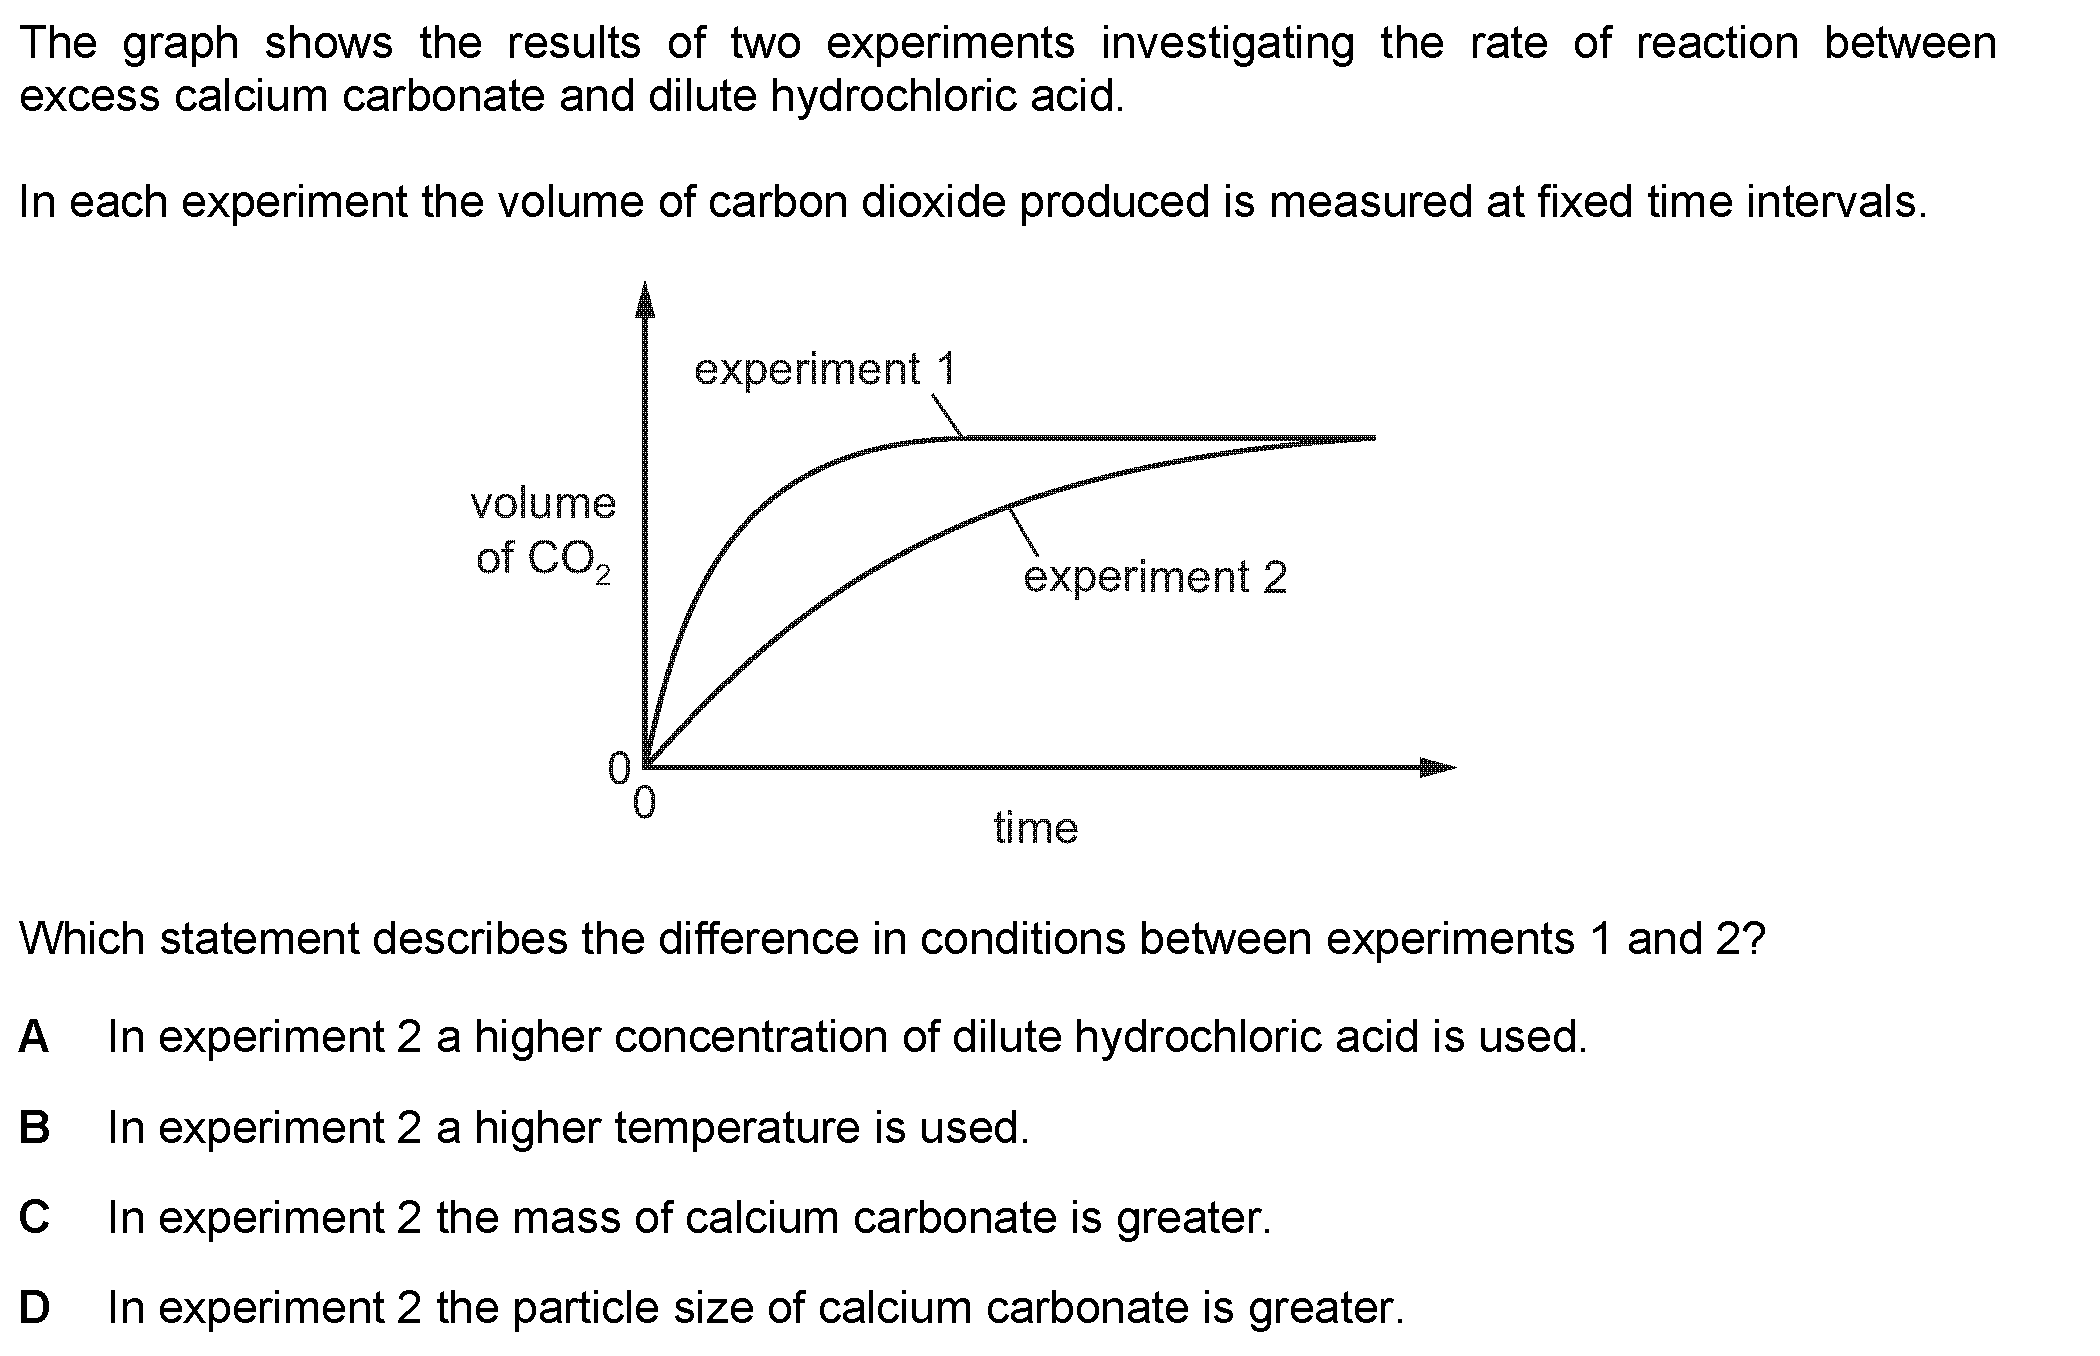 The graph shows the results of two experiments investigating the rate of reaction between
excess calcium carbonate and dilute hydrochloric acid.
In each experiment the volume of carbon dioxide produced is measured at fixed time intervals.
experiment 1
volume
of CO₂
experiment 2
0
0
time
Which statement describes the difference in conditions between experiments 1 and 2?
A In experiment 2 a higher concentration of dilute hydrochloric acid is used.
B In experiment 2 a higher temperature is used.
C In experiment 2 the mass of calcium carbonate is greater.
D In experiment 2 the particle size of calcium carbonate is greater.